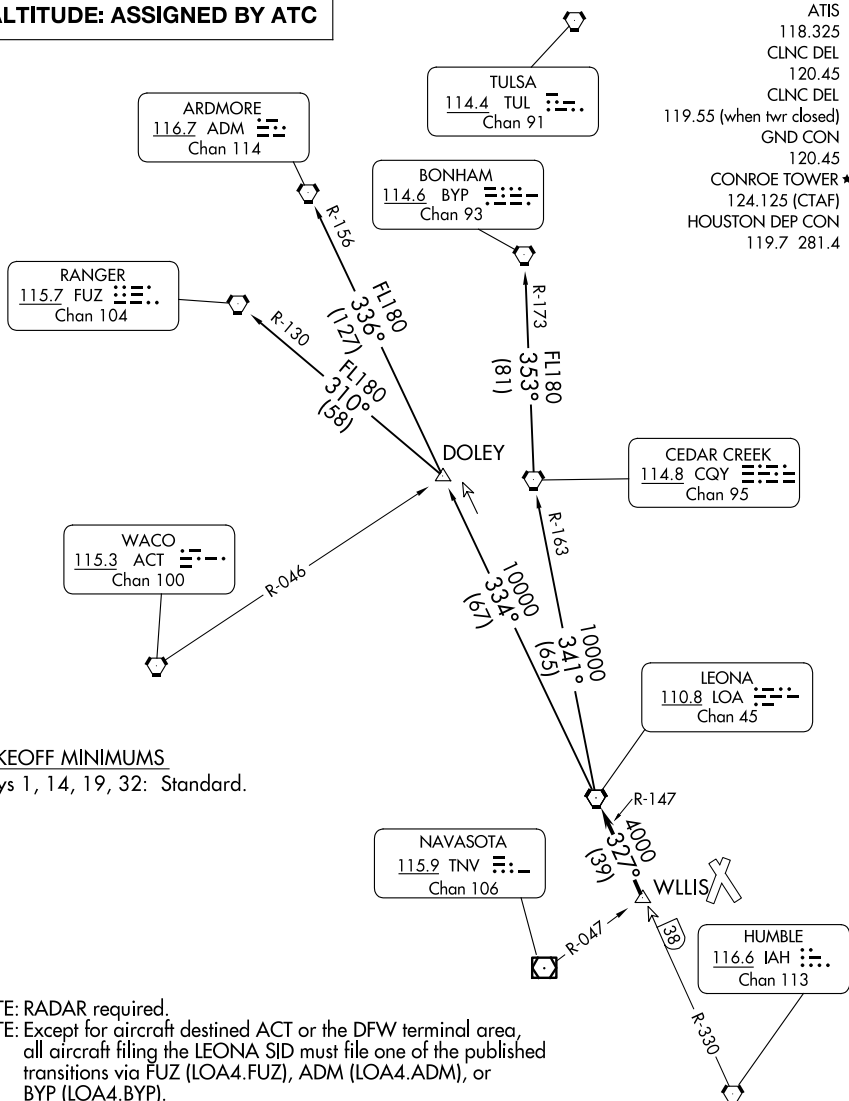 ALTITUDE: ASSIGNED BY ATC
ATIS
118.325
CLNC DEL
120.45
CLNC DEL
119.55 (when twr closed)
GND CON
120.45
CONROE TOWER ★
124.125 (CTAF)
HOUSTON DEP CON
119.7 281.4
TULSA
114.4 TUL
Chan 91
ARDMORE
116.7 ADM
Chan 114
BONHAM
114.6 BYP
Chan 93
RANGER
115.7 FUZ
Chan 104
R-156
R-130
R-173
FL180
336°
(127)
FL180
310°
(58)
FL180
353°
(81)
DOLEY
CEDAR CREEK
114.8 CQY
Chan 95
WACO
115.3 ACT
Chan 100
R-046
R-163
10000
334°
(67)
10000
341°
(65)
LEONA
110.8 LOA
Chan 45
KEOFF MINIMUMS
ys 1, 14, 19, 32: Standard.
R-147
4000
327°
(39)
WLLIS
NAVASOTA
115.9 TNV
Chan 106
R-047
38
HUMBLE
116.6 IAH
Chan 113
R-330
TE: RADAR required.
TE: Except for aircraft destined ACT or the DFW terminal area,
all aircraft filing the LEONA SID must file one of the published
transitions via FUZ (LOA4.FUZ), ADM (LOA4.ADM), or
BYP (LOA4.BYP).